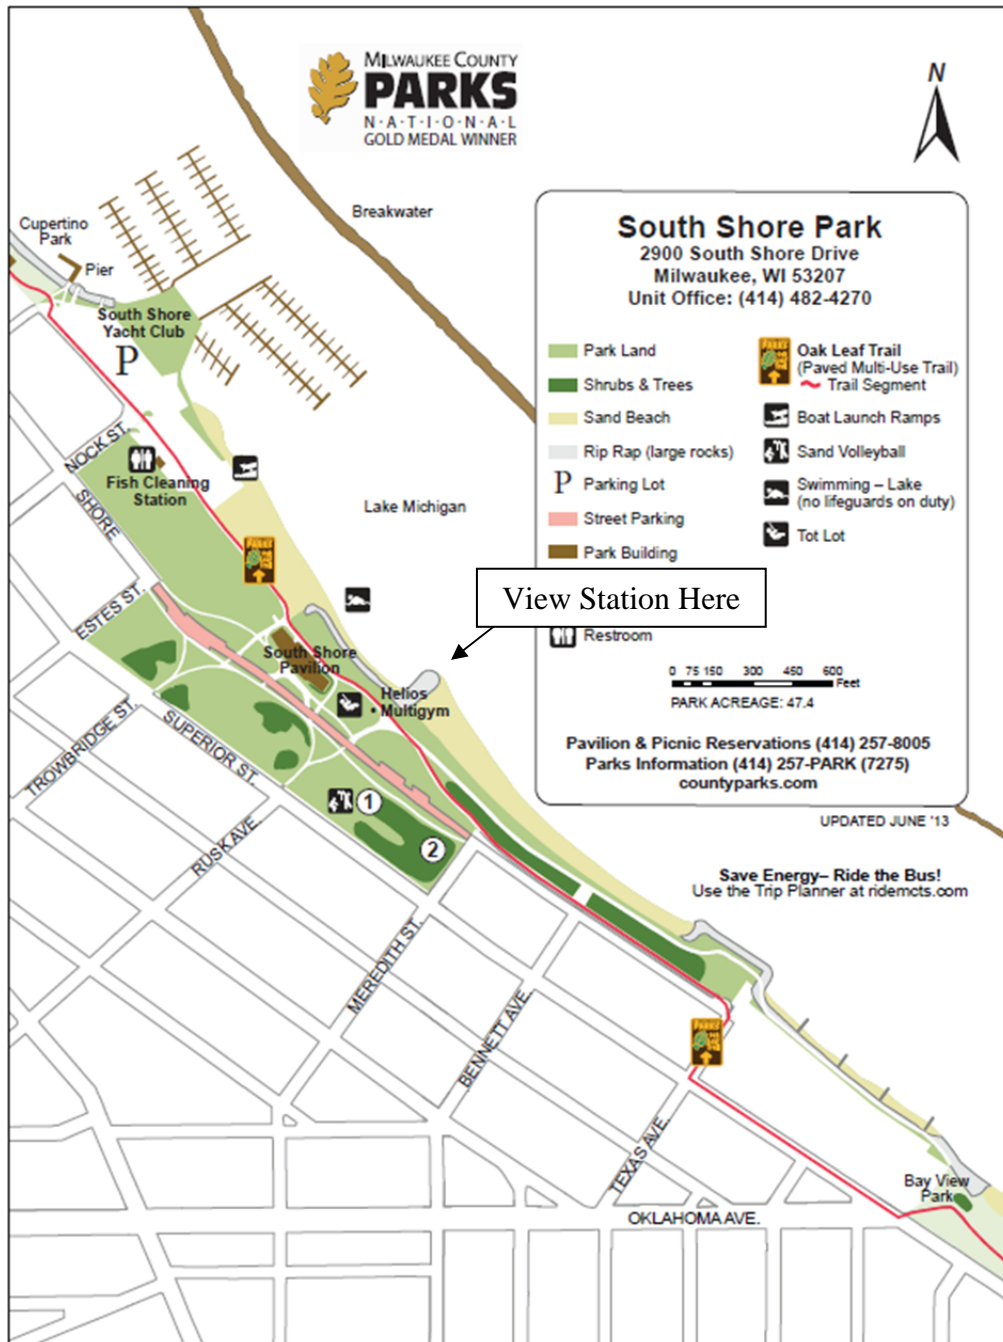 MILWAUKEE COUNTY
PARKS
N·A·T·I·O·N·A·L
GOLD MEDAL WINNER
N
Breakwater
Cupertino
Park
Pier
South Shore
Yacht Club
P
South Shore Park
2900 South Shore Drive
Milwaukee, WI 53207
Unit Office: (414) 482-4270
Park Land
Shrubs & Trees
Sand Beach
Rip Rap (large rocks)
P Parking Lot
Street Parking
Park Building
Restroom
PARKS
Oak Leaf Trail
(Paved Multi-Use Trail)
Trail Segment
Boat Launch Ramps
Sand Volleyball
Swimming – Lake
(no lifeguards on duty)
Tot Lot
View Station Here
0 75 150 300 450 600
Feet
PARK ACREAGE: 47.4
Pavilion & Picnic Reservations (414) 257-8005
Parks Information (414) 257-PARK (7275)
countyparks.com
UPDATED JUNE '13
Save Energy– Ride the Bus!
Use the Trip Planner at ridemcts.com
NOCK ST.
Fish Cleaning
Station
SHORE
Lake Michigan
PARKS
ESTES ST.
South Shore
Pavilion
Helios
• Multigym
TROWBRIDGE ST.
SUPERIOR ST.
RUSK AVE.
1
2
MEREDITH ST.
BENNETT AVE.
PARKS
TEXAS AVE.
Bay View
Park
OKLAHOMA AVE.